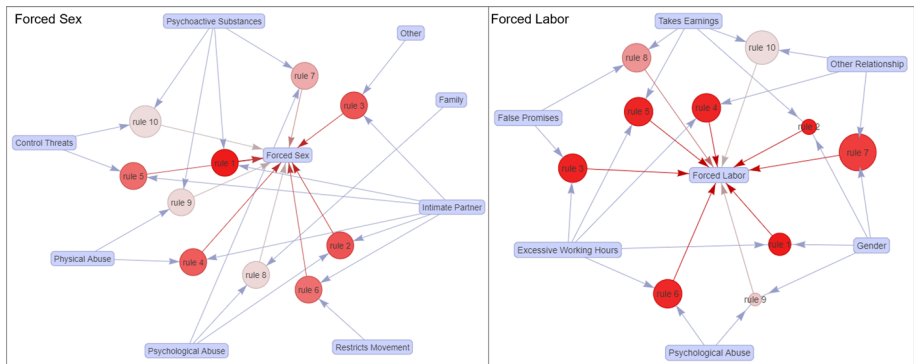 Forced Sex
Psychoactive Substances
Other
rule 7
rule 3
Family
rule 10
Control Threats
rule 1
Forced Sex
rule 5
rule 9
Intimate Partner
rule 2
Physical Abuse
rule 4
rule 8
rule 6
Psychological Abuse
Restricts Movement
Forced Labor
Takes Earnings
rule 10
rule 8
Other Relationship
rule 5
rule 4
False Promises
rule 2
rule 7
rule 3
Forced Labor
Excessive Working Hours
rule 1
Gender
rule 6
rule 9
Psychological Abuse